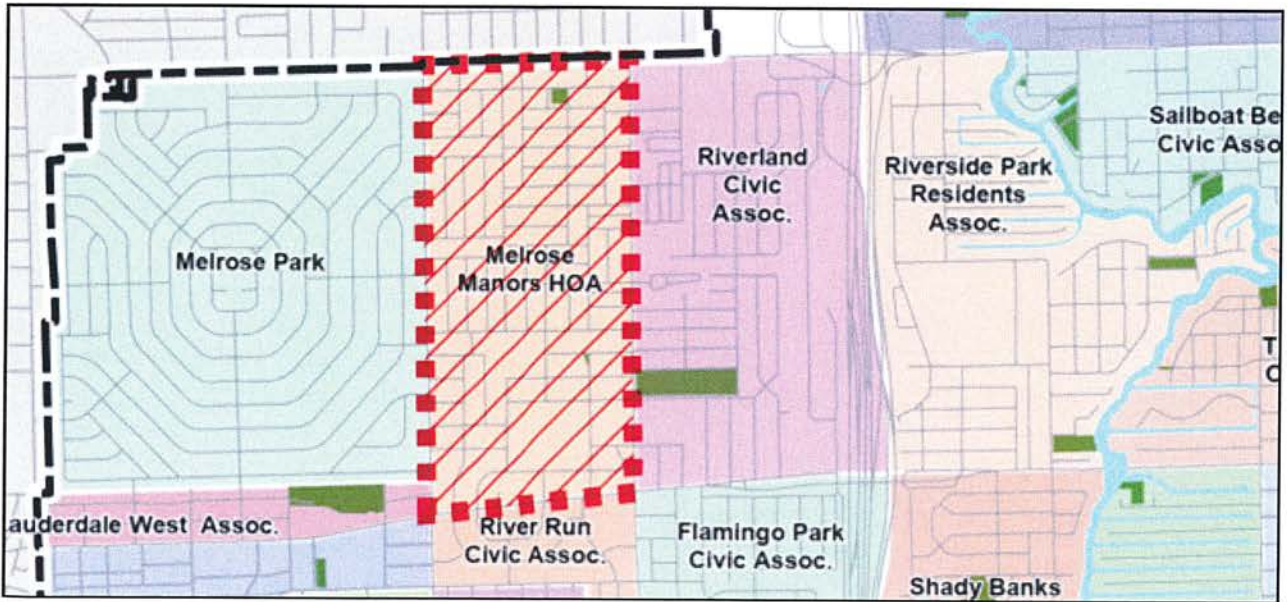 Sailboat Be
Civic Asso
Riverland
Civic
Assoc.
Riverside Park
Residents
Assoc.
Melrose Park
Melrose
Manors HOA
T
C
auderdale West Assoc.
River Run
Civic Assoc.
Flamingo Park
Civic Assoc.
Shady Banks